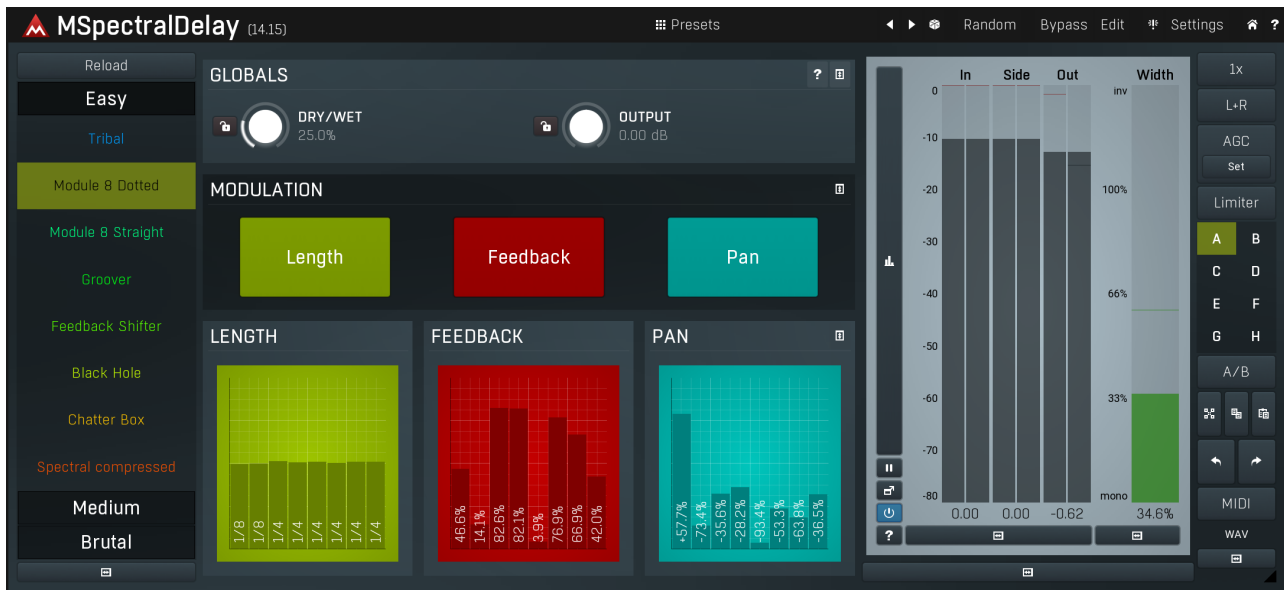 MSpectralDelay (14.15)
Presets
Random
Bypass
Edit
Settings
?
Reload
Easy
Tribal
Module 8 Dotted
Module 8 Straight
Groover
Feedback Shifter
Black Hole
Chatter Box
Spectral compressed
Medium
Brutal
GLOBALS
?
DRY/WET
25.0%
OUTPUT
0.00 dB
MODULATION
Length
Feedback
Pan
LENGTH
1/8
1/8
1/4
1/4
1/4
1/4
1/4
1/4
FEEDBACK
46.6%
14.1%
82.6%
82.1%
3.9%
76.9%
66.9%
42.0%
PAN
+57.7%
-73.4%
-35.6%
-28.2%
-93.4%
-53.3%
-63.8%
-36.5%
In Side Out Width
0
-10
-20
-30
-40
-50
-60
-70
-80
inv
100%
66%
33%
mono
0.00 0.00 -0.62 34.6%
?
1x
L+R
AGC
Set
Limiter
A B
C D
E F
G H
A/B
MIDI
WAV